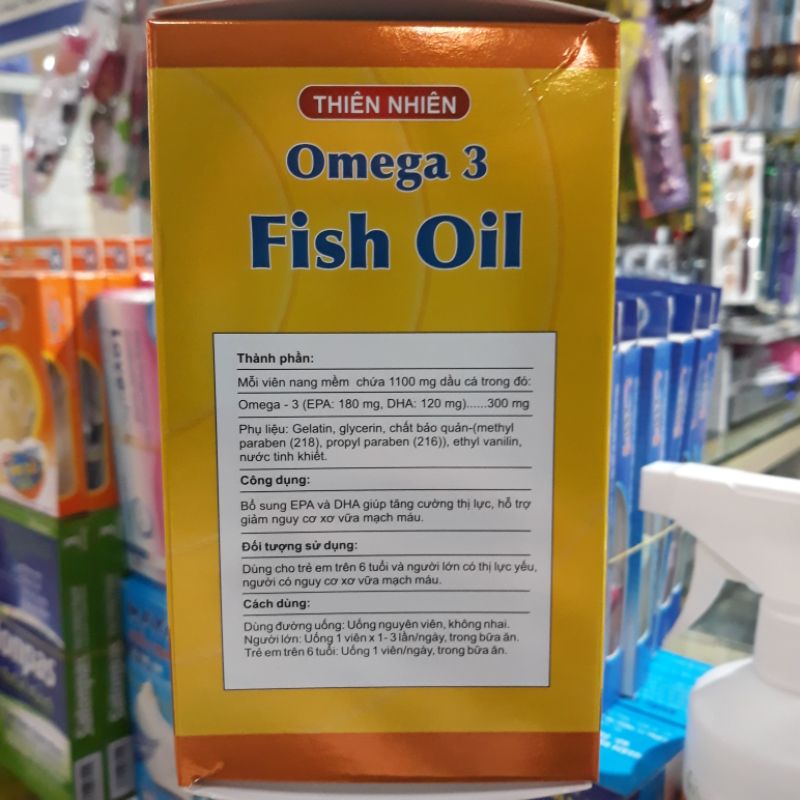 THIÊN NHIÊN
Omega 3
Fish Oil
Thành phần:
Mỗi viên nang mềm chứa 1100 mg dầu cá trong đó:
Omega - 3 (EPA: 180 mg, DHA: 120 mg)......300 mg
Phụ liệu: Gelatin, glycerin, chất bảo quản-(methyl
paraben (218), propyl paraben (216)), ethyl vanilin,
nước tinh khiết.
Công dụng:
Bổ sung EPA và DHA giúp tăng cường thị lực, hỗ trợ
giảm nguy cơ xơ vữa mạch máu.
Đối tượng sử dụng:
Dùng cho trẻ em trên 6 tuổi và người lớn có thị lực yếu,
người có nguy cơ xơ vữa mạch máu.
Cách dùng:
Dùng đường uống: Uống nguyên viên, không nhai.
Người lớn: Uống 1 viên x 1- 3 lần/ngày, trong bữa ăn.
Trẻ em trên 6 tuổi: Uống 1 viên/ngày, trong bữa ăn.